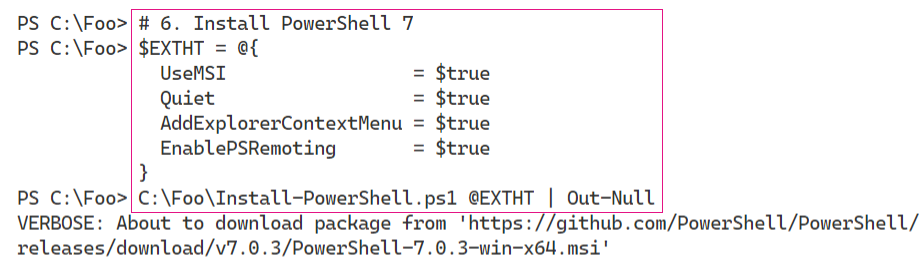 PS C:\Foo> # 6. Install PowerShell 7
PS C:\Foo> $EXTHT = @{
  UseMSI                 = $true
  Quiet                  = $true
  AddExplorerContextMenu = $true
  EnablePSRemoting       = $true
}
PS C:\Foo> C:\Foo\Install-PowerShell.ps1 @EXTHT | Out-Null
VERBOSE: About to download package from 'https://github.com/PowerShell/PowerShell/
releases/download/v7.0.3/PowerShell-7.0.3-win-x64.msi'